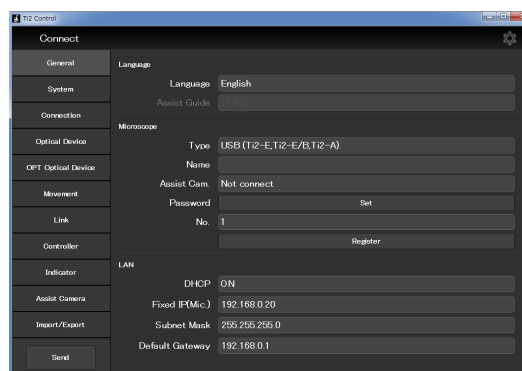 Ti2 Control
Connect
General
System
Connection
Optical Device
OPT Optical Device
Movement
Link
Controller
Indicator
Assist Camera
Import/Export
Send
Language
Language English
Assist Guide
Microscope
Type USB (Ti2-E,Ti2-E/B,Ti2-A)
Name
Assist Cam. Not connect
Password Set
No. 1
Register
LAN
DHCP ON
Fixed IP(Mic.) 192.168.0.20
Subnet Mask 255.255.255.0
Default Gateway 192.168.0.1